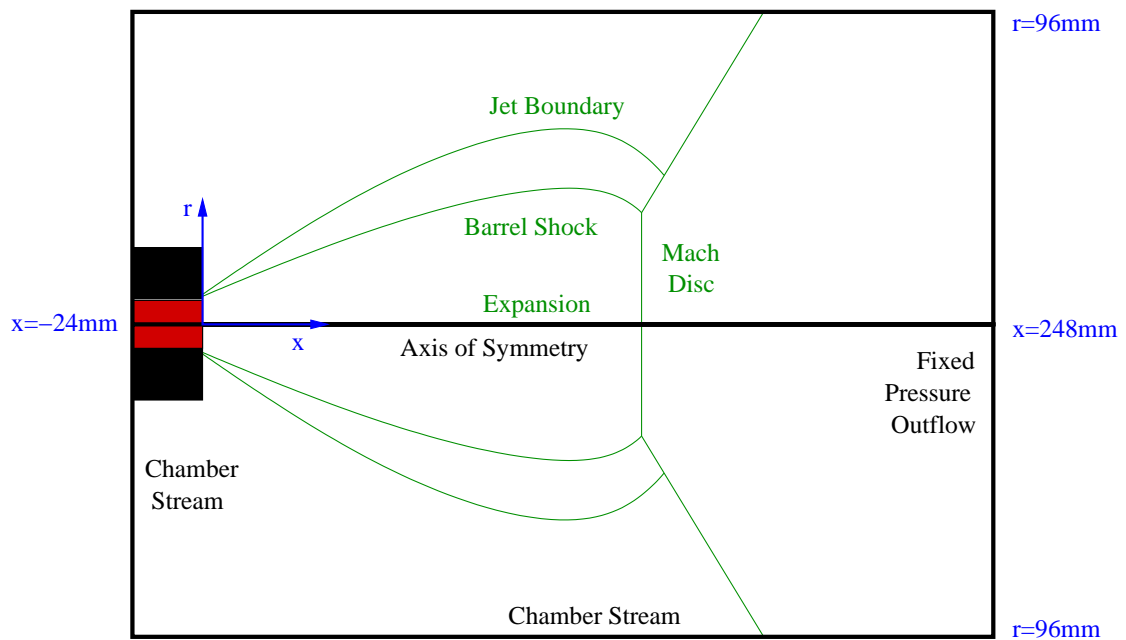 r=96mm
Jet Boundary
r
Barrel Shock
Mach
Disc
Expansion
x=−24mm
x
x=248mm
Axis of Symmetry
Fixed
Pressure
Outflow
Chamber
Stream
Chamber Stream
r=96mm